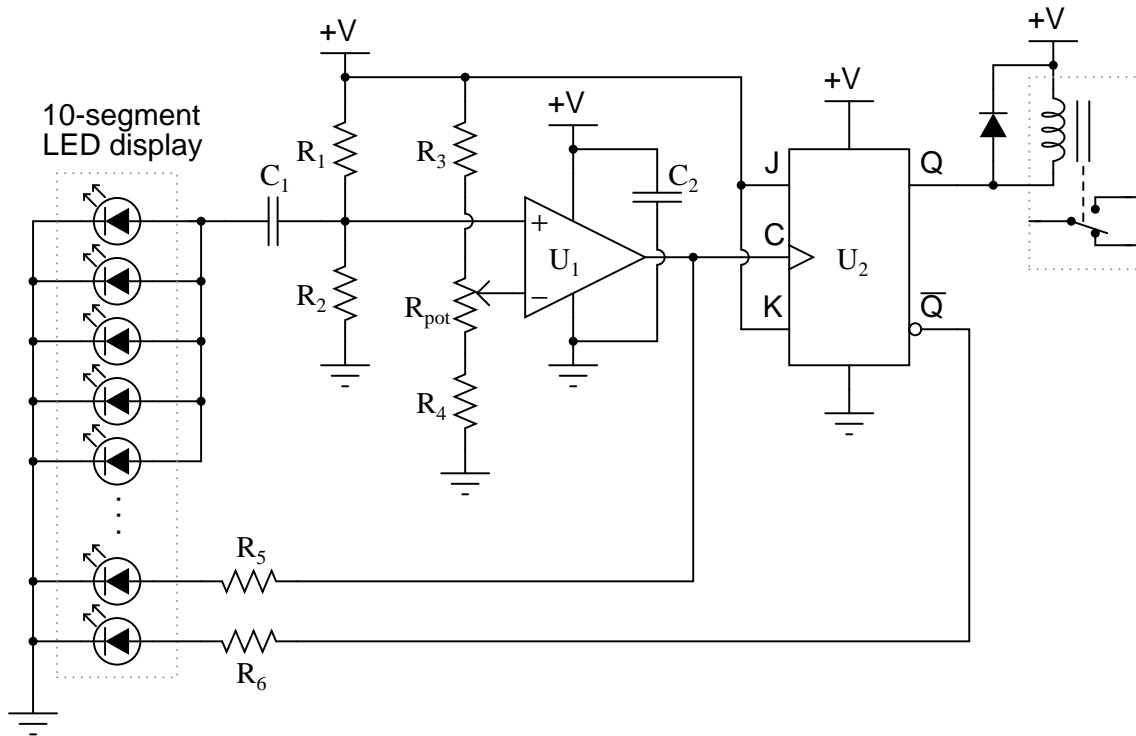 +V
+V
+V
+V
10-segment
LED display
R1
R3
C1
C2
J
Q
+
C
U1
U2
R2
Rpot
−
K
Q̅
R4
R5
R6